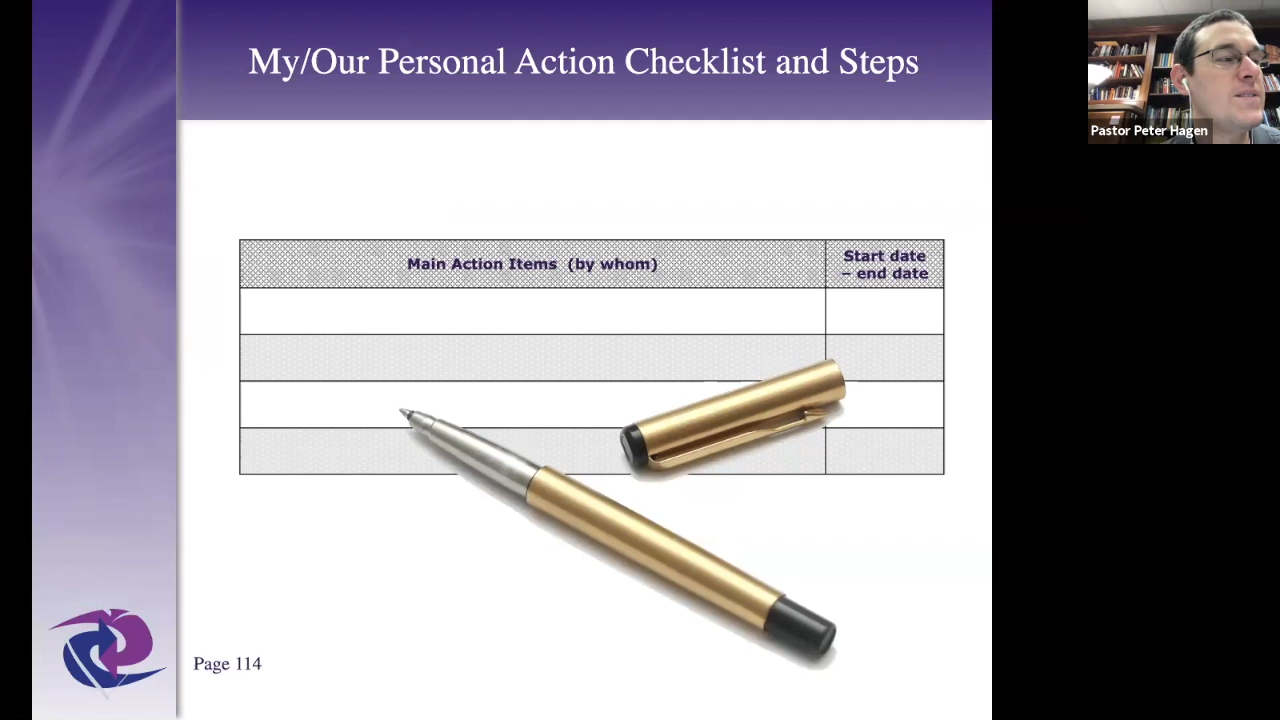 My/Our Personal Action Checklist and Steps
Pastor Peter Hagen
Main Action Items (by whom)
Start date
– end date
Page 114